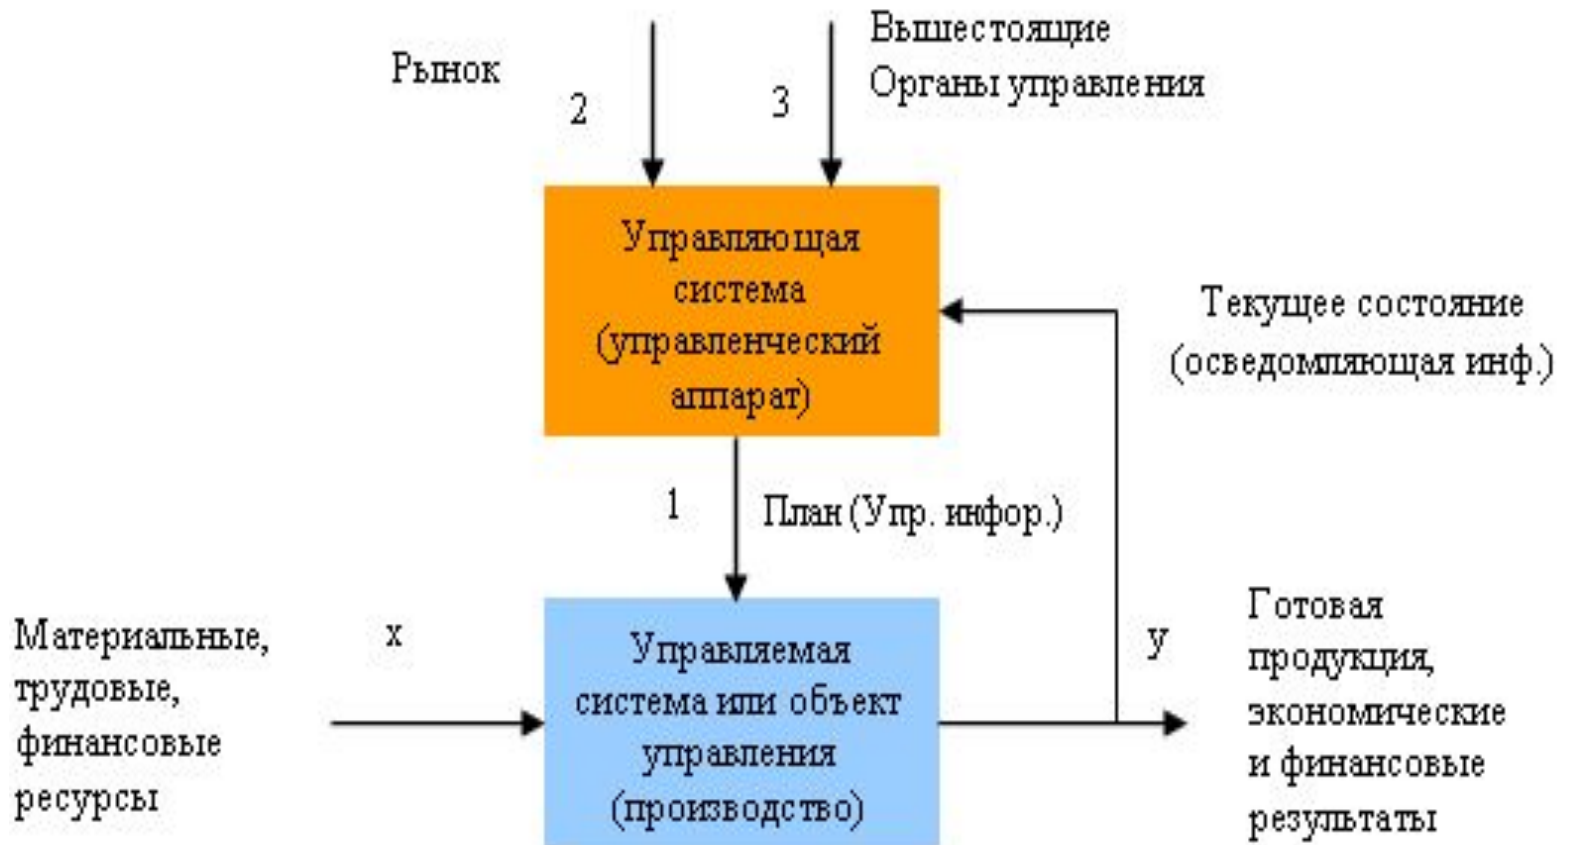 Рынок
2
3
Вышестоящие
Органы управления
Управляющая
система
(управленческий
аппарат)
Текущее состояние
(осведомляющая инф.)
1
План (Упр. инфор.)
Материальные,
трудовые,
финансовые
ресурсы
x
Управляемая
система или объект
управления
(производство)
y
Готовая
продукция,
экономические
и финансовые
результаты